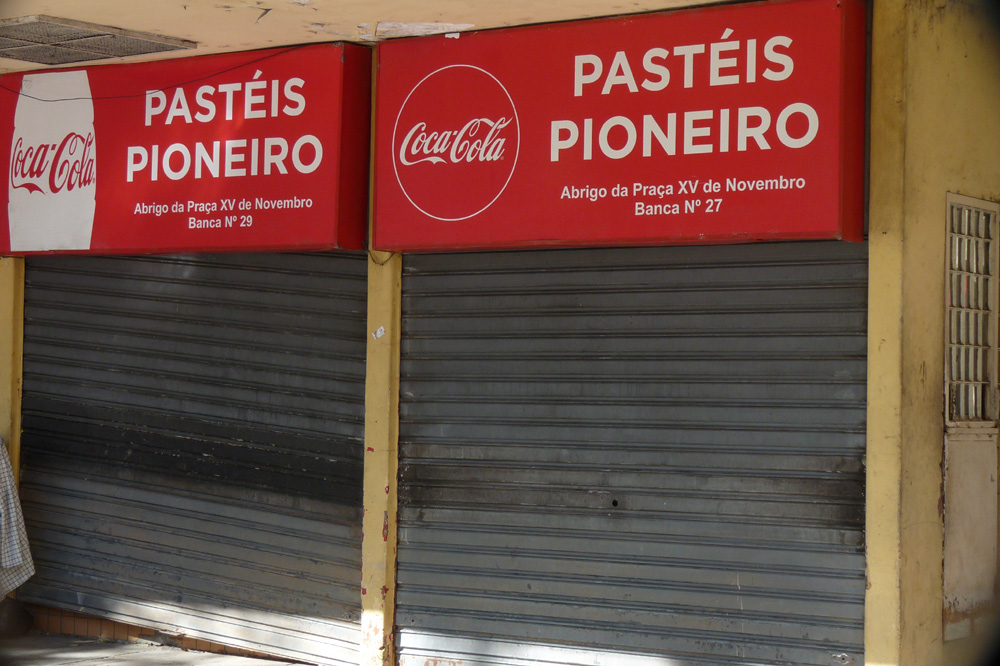 Coca-Cola
PASTÉIS
PIONEIRO
Abrigo da Praça XV de Novembro
Banca Nº 29
Coca-Cola
PASTÉIS
PIONEIRO
Abrigo da Praça XV de Novembro
Banca Nº 27